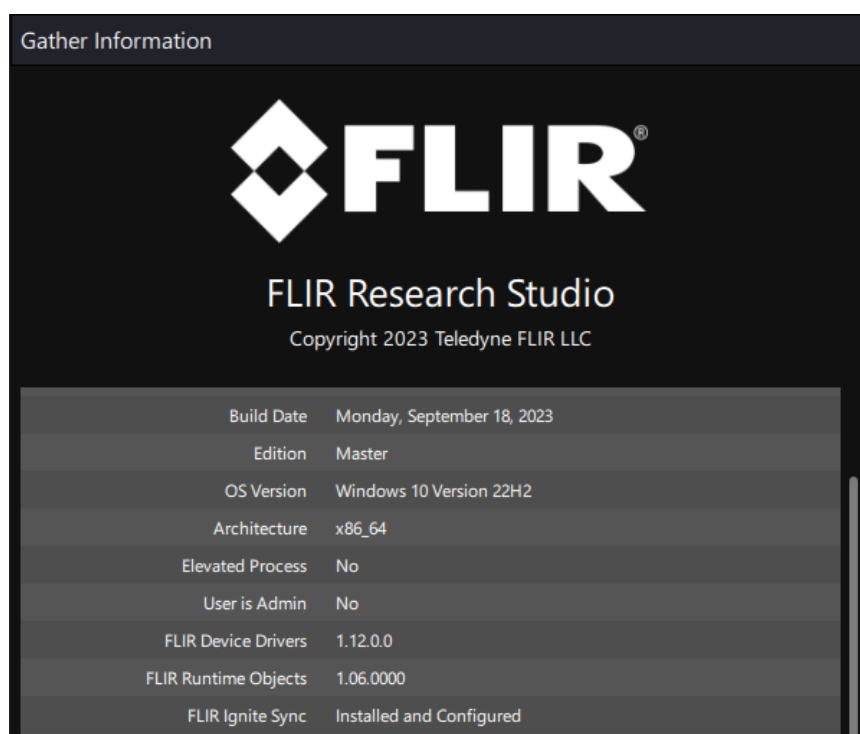 Gather Information
FLIR®
FLIR Research Studio
Copyright 2023 Teledyne FLIR LLC
Build Date Monday, September 18, 2023
Edition Master
OS Version Windows 10 Version 22H2
Architecture x86_64
Elevated Process No
User is Admin No
FLIR Device Drivers 1.12.0.0
FLIR Runtime Objects 1.06.0000
FLIR Ignite Sync Installed and Configured